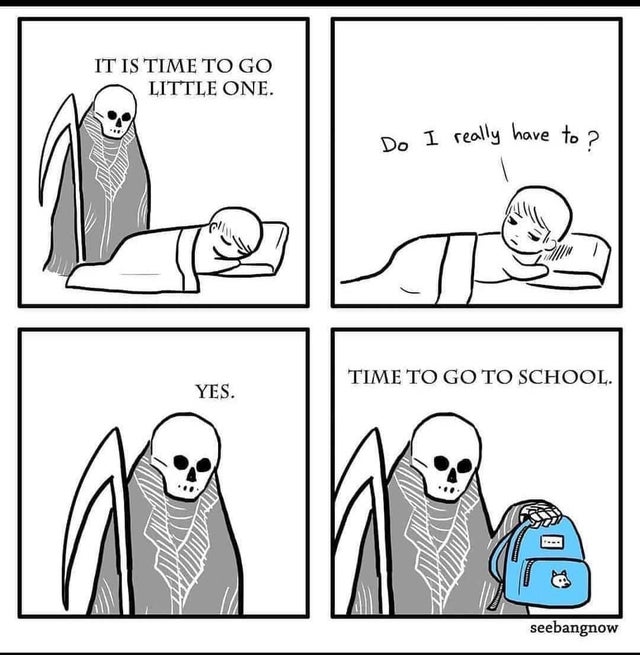 IT IS TIME TO GO
LITTLE ONE.
Do I really have to ?
YES.
TIME TO GO TO SCHOOL.
seebangnow